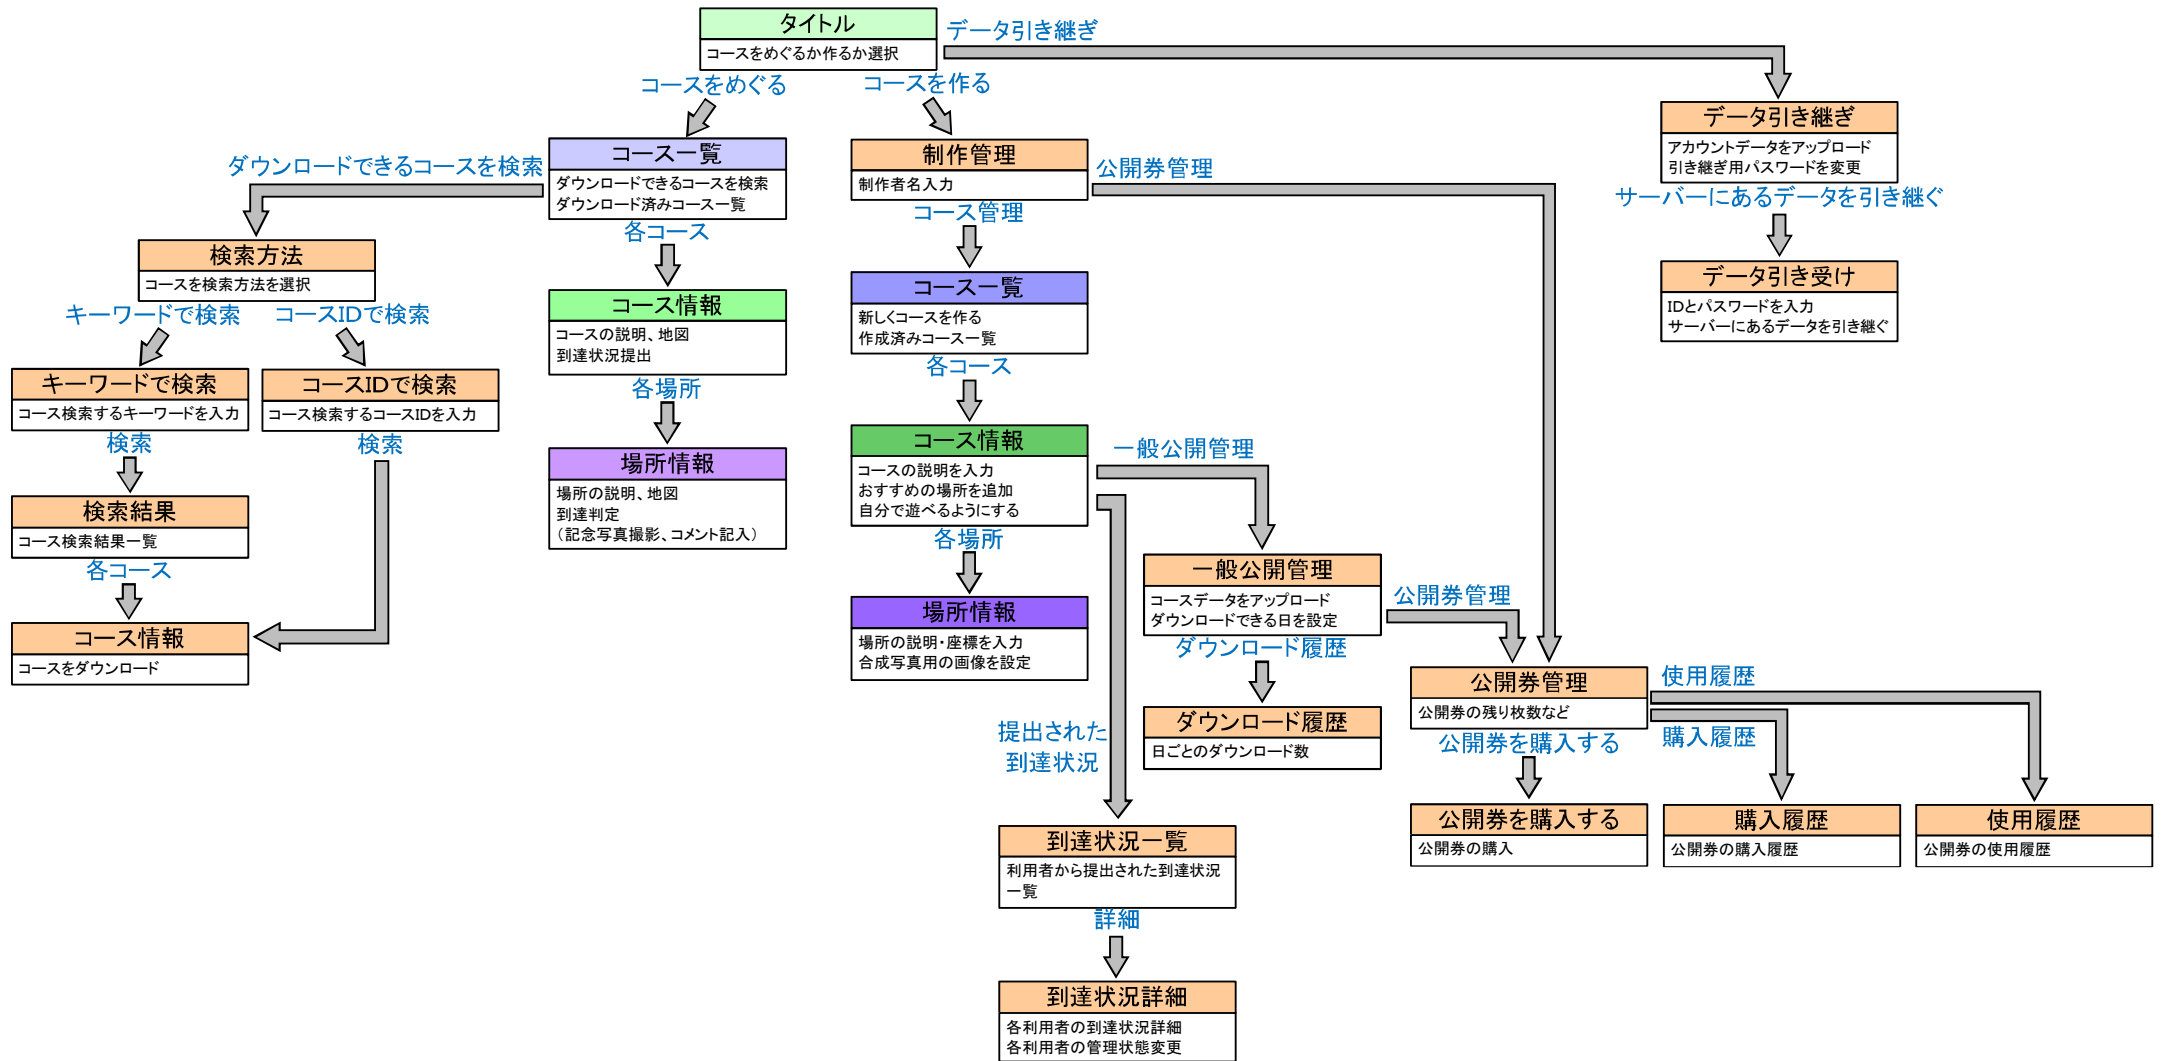 タイトル
コースをめぐるか作るか選択
データ引き継ぎ
コースをめぐる
コースを作る
データ引き継ぎ
アカウントデータをアップロード
引き継ぎ用パスワードを変更
サーバーにあるデータを引き継ぐ
データ引き受け
IDとパスワードを入力
サーバーにあるデータを引き継ぐ
コース一覧
ダウンロードできるコースを検索
ダウンロード済みコース一覧
ダウンロードできるコースを検索
検索方法
コースを検索方法を選択
キーワードで検索
コースIDで検索
キーワードで検索
コース検索するキーワードを入力
コースIDで検索
コース検索するコースIDを入力
検索
検索
検索結果
コース検索結果一覧
各コース
コース情報
コースをダウンロード
各コース
コース情報
コースの説明、地図
到達状況提出
各場所
場所情報
場所の説明、地図
到達判定
（記念写真撮影、コメント記入）
制作管理
制作者名入力
公開券管理
コース管理
コース一覧
新しくコースを作る
作成済みコース一覧
各コース
コース情報
コースの説明を入力
おすすめの場所を追加
自分で遊べるようにする
一般公開管理
各場所
場所情報
場所の説明・座標を入力
合成写真用の画像を設定
一般公開管理
コースデータをアップロード
ダウンロードできる日を設定
公開券管理
ダウンロード履歴
ダウンロード履歴
日ごとのダウンロード数
提出された
到達状況
到達状況一覧
利用者から提出された到達状況
一覧
詳細
到達状況詳細
各利用者の到達状況詳細
各利用者の管理状態変更
公開券管理
公開券の残り枚数など
使用履歴
購入履歴
公開券を購入する
公開券を購入する
公開券の購入
購入履歴
公開券の購入履歴
使用履歴
公開券の使用履歴